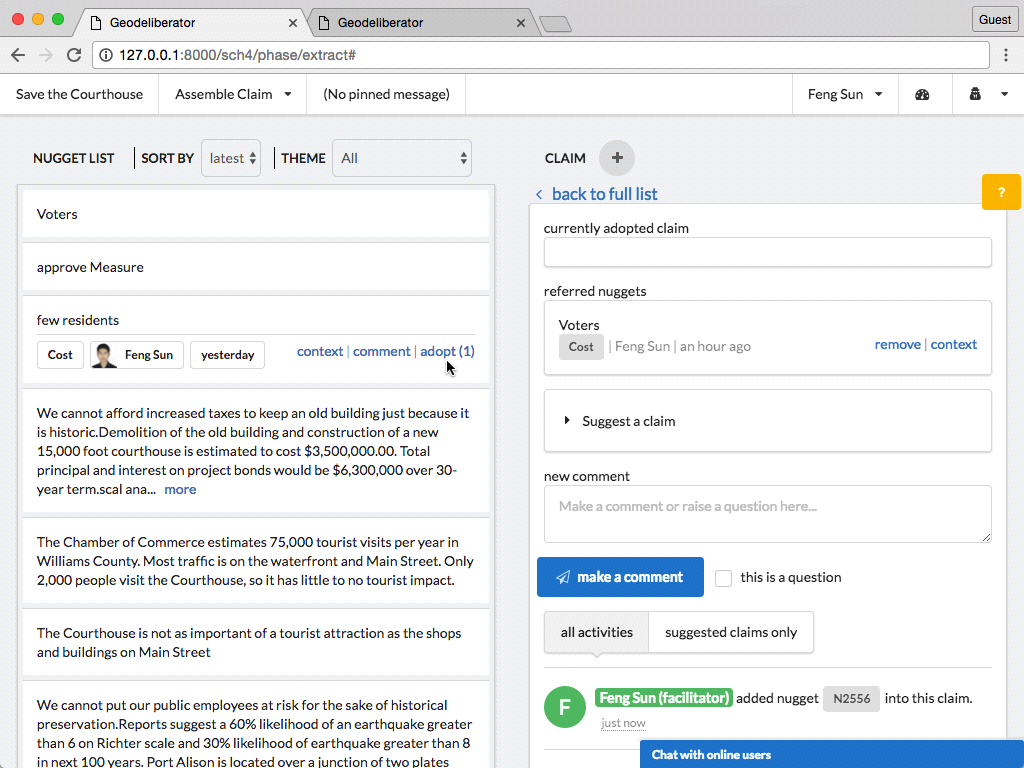 Geodeliberator
Geodeliberator
Guest
127.0.0.1:8000/sch4/phase/extract#
Save the Courthouse
Assemble Claim
(No pinned message)
Feng Sun
NUGGET LIST
SORT BY
latest
THEME
All
Voters
approve Measure
few residents
Cost
Feng Sun
yesterday
context | comment | adopt (1)
We cannot afford increased taxes to keep an old building just because it
is historic.Demolition of the old building and construction of a new
15,000 foot courthouse is estimated to cost $3,500,000.00. Total
principal and interest on project bonds would be $6,300,000 over 30-
year term.scal ana... more
The Chamber of Commerce estimates 75,000 tourist visits per year in
Williams County. Most traffic is on the waterfront and Main Street. Only
2,000 people visit the Courthouse, so it has little to no tourist impact.
The Courthouse is not as important of a tourist attraction as the shops
and buildings on Main Street
We cannot put our public employees at risk for the sake of historical
preservation.Reports suggest a 60% likelihood of an earthquake greater
than 6 on Richter scale and 30% likelihood of earthquake greater than 8
in next 100 years. Port Alison is located over a junction of two plates
CLAIM
+
?
< back to full list
currently adopted claim
referred nuggets
Voters
Cost | Feng Sun | an hour ago
remove | context
Suggest a claim
new comment
Make a comment or raise a question here...
make a comment
this is a question
all activities
suggested claims only
F
Feng Sun (facilitator) added nugget N2556 into this claim.
just now
Chat with online users